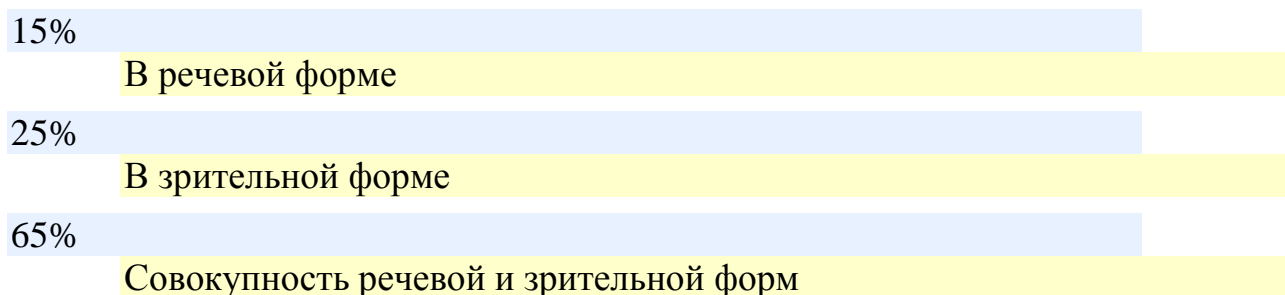 15%
В речевой форме
25%
В зрительной форме
65%
Совокупность речевой и зрительной форм